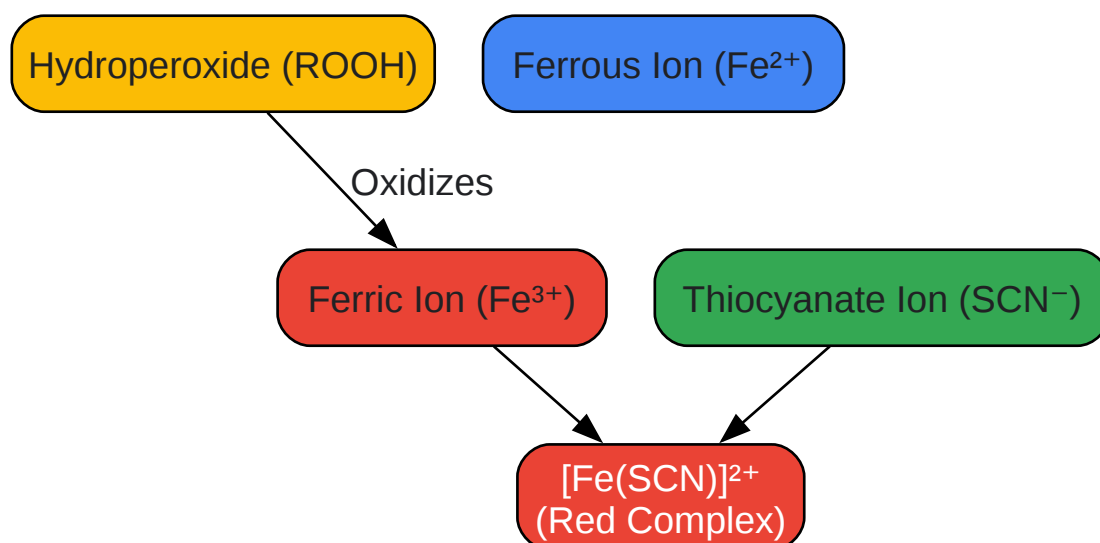 Hydroperoxide (ROOH)
Ferrous Ion (Fe²⁺)
Oxidizes
Ferric Ion (Fe³⁺)
Thiocyanate Ion (SCN⁻)
[Fe(SCN)]²⁺
(Red Complex)